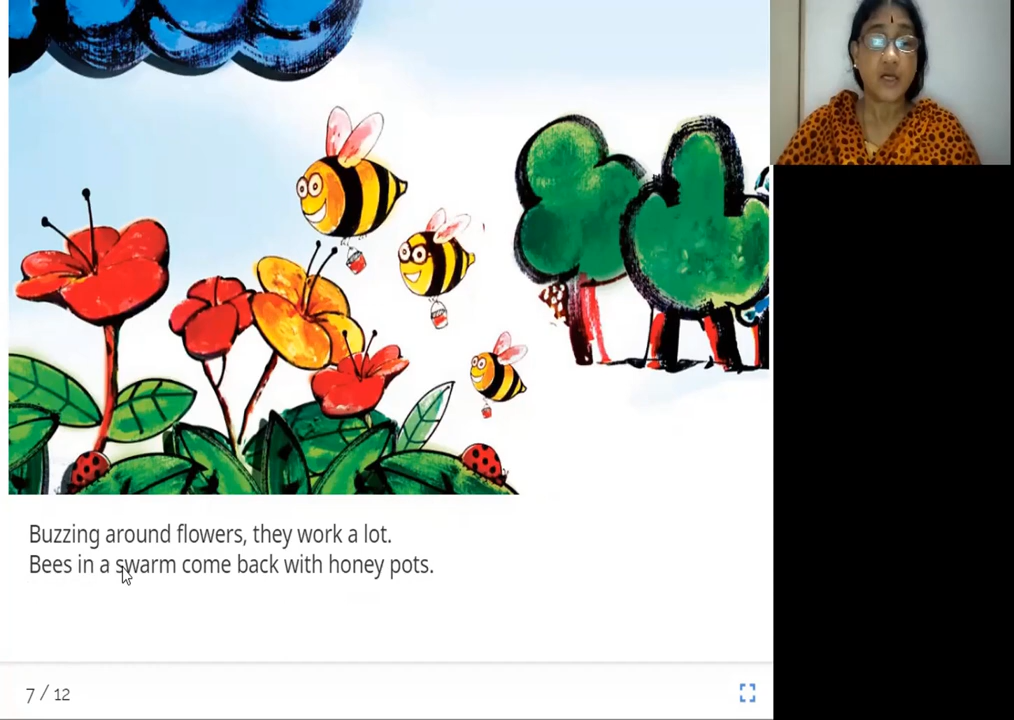 Buzzing around flowers, they work a lot.
Bees in a swarm come back with honey pots.
7 / 12